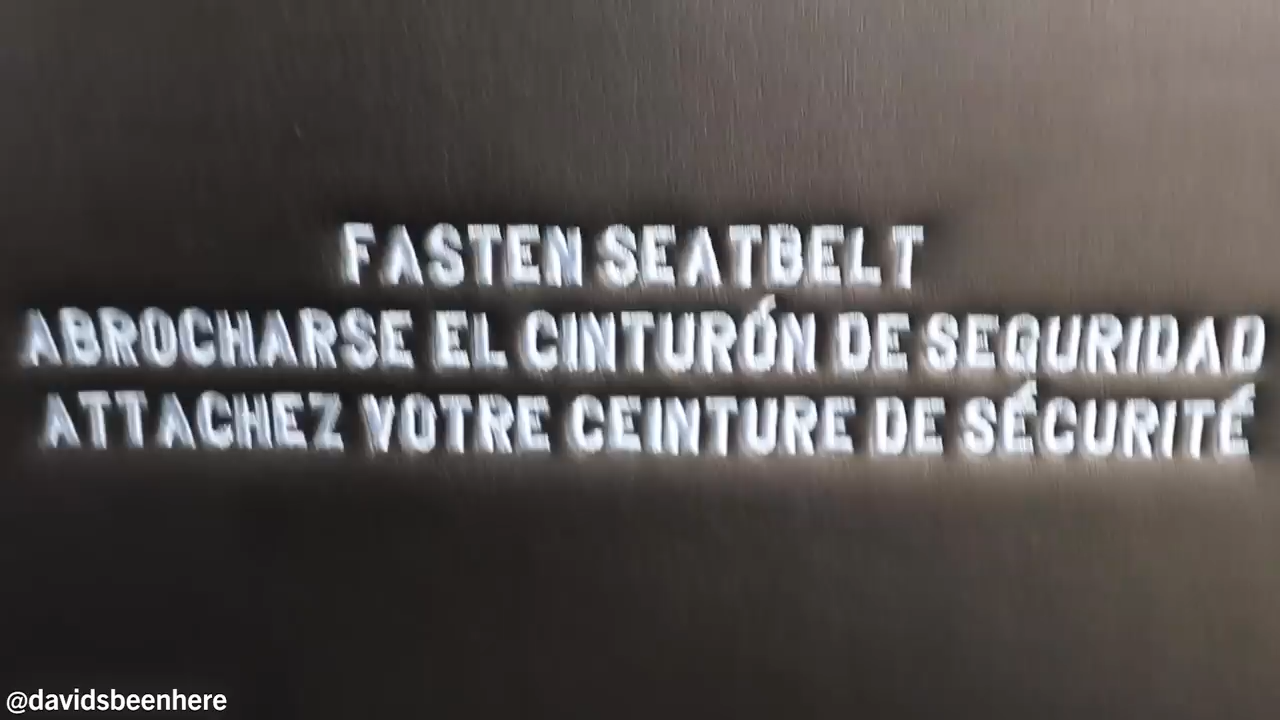 FASTEN SEATBELT
ABROCHARSE EL CINTURÓN DE SEGURIDAD
ATTACHEZ VOTRE CEINTURE DE SÉCURITÉ
@davidsbeenhere